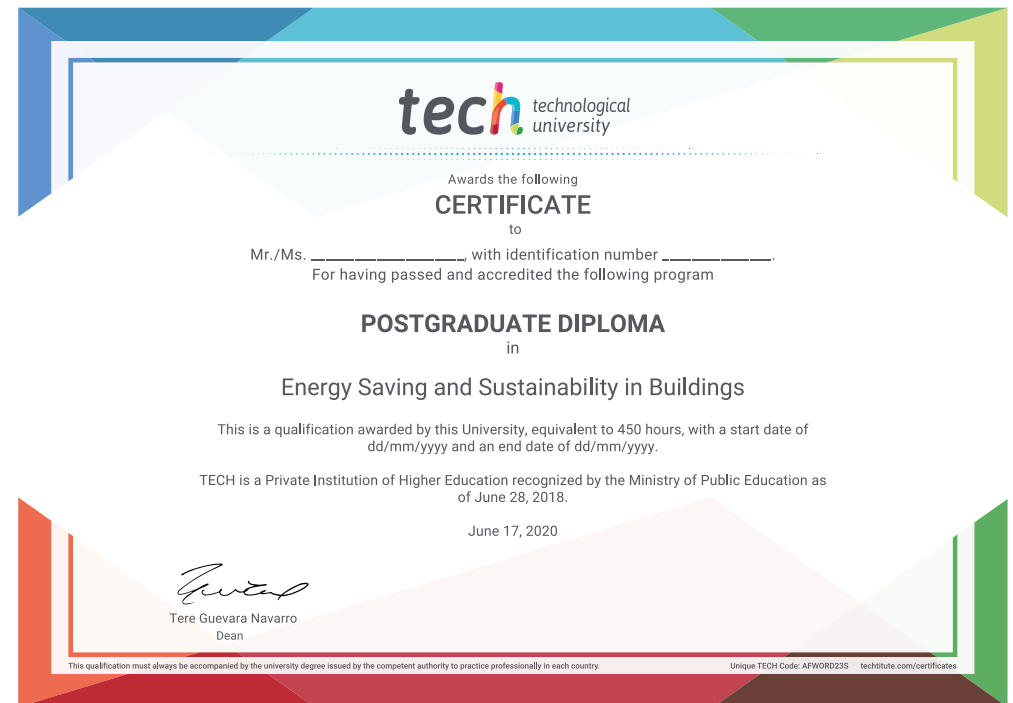 tech technological
university
Awards the following
CERTIFICATE
to
Mr./Ms. ____________________, with identification number ______________.
For having passed and accredited the following program
POSTGRADUATE DIPLOMA
in
Energy Saving and Sustainability in Buildings
This is a qualification awarded by this University, equivalent to 450 hours, with a start date of
dd/mm/yyyy and an end date of dd/mm/yyyy.
TECH is a Private Institution of Higher Education recognized by the Ministry of Public Education as
of June 28, 2018.
June 17, 2020
Tere Guevara Navarro
Dean
This qualification must always be accompanied by the university degree issued by the competent authority to practice professionally in each country.
Unique TECH Code: AFWORD23S techtitute.com/certificates